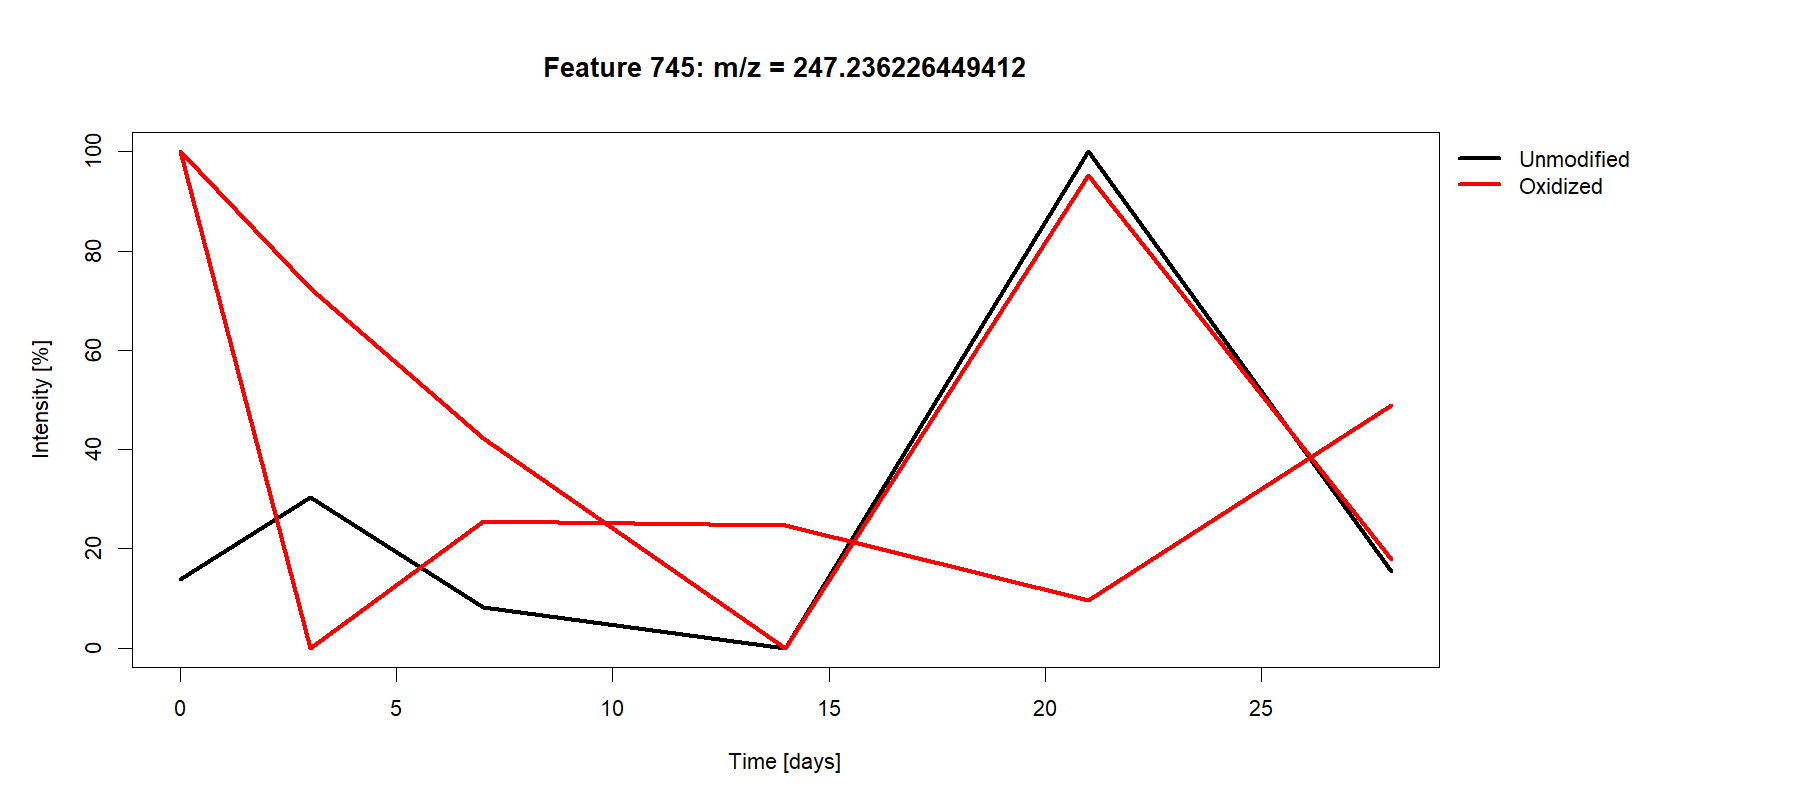 Feature 745: m/z = 247.236226449412
Unmodified
Oxidized
Intensity [%]
100
80
60
40
20
0
0 5 10 15 20 25
Time [days]